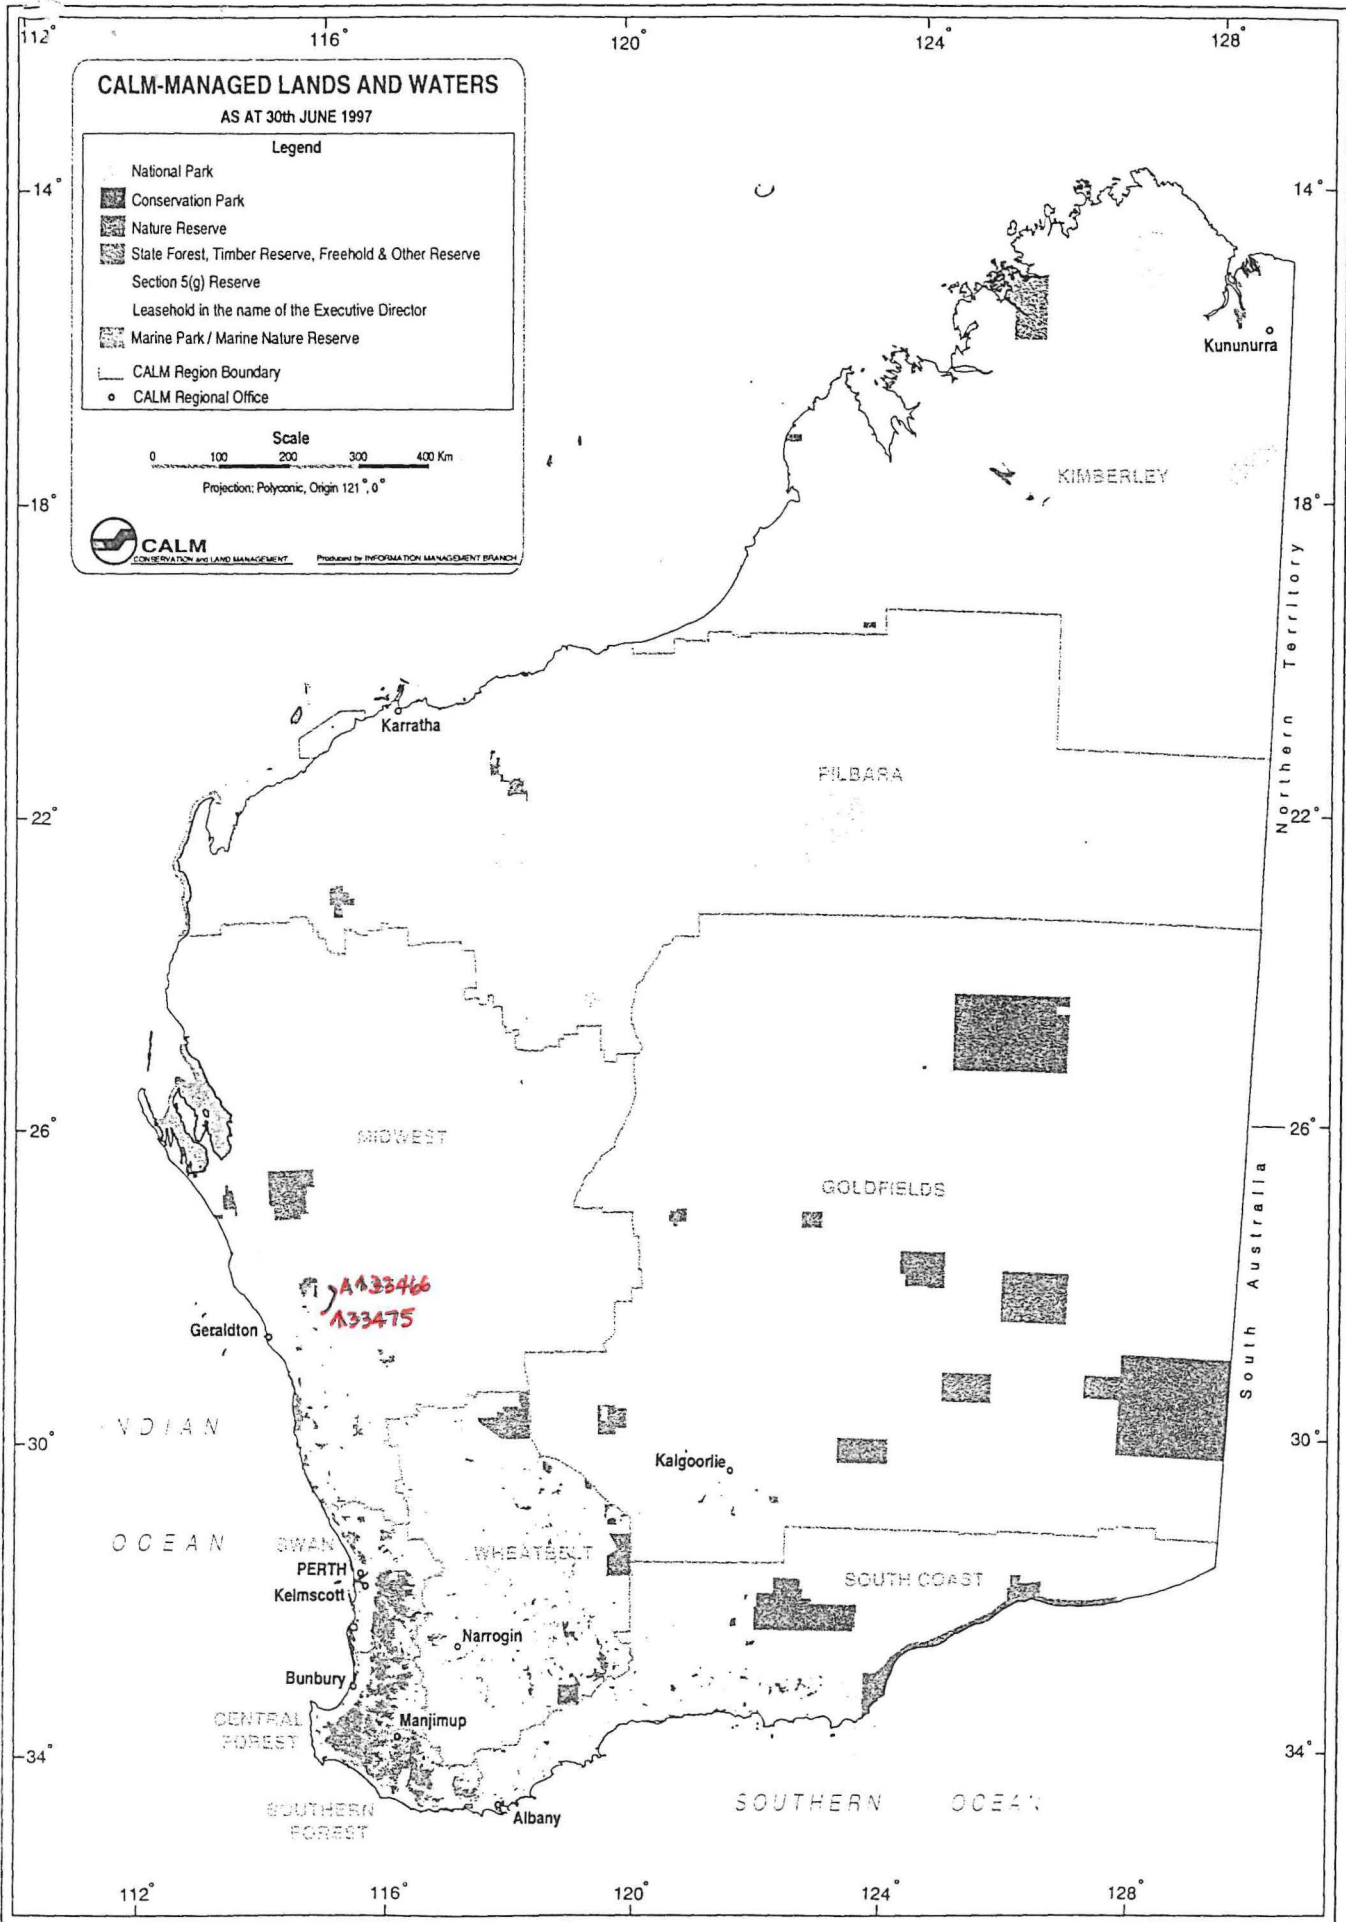 112°
116°
120°
124°
128°
CALM-MANAGED LANDS AND WATERS
AS AT 30th JUNE 1997
Legend
National Park
Conservation Park
Nature Reserve
State Forest, Timber Reserve, Freehold & Other Reserve
Section 5(g) Reserve
Leasehold in the name of the Executive Director
Marine Park / Marine Nature Reserve
CALM Region Boundary
CALM Regional Office
Scale
0 100 200 300 400 Km
Projection: Polyconic, Origin 121°, 0°
CALM
CONSERVATION and LAND MANAGEMENT
Produced by INFORMATION MANAGEMENT BRANCH
14°
14°
Kununurra
KIMBERLEY
18°
18°
Northern Territory
Karratha
PILBARA
22°
22°
26°
MIDWEST
26°
GOLDFIELDS
South Australia
A^33466
^33475
Geraldton
INDIAN
30°
Kalgoorlie
30°
OCEAN
SWAN
WHEATBELT
PERTH
SOUTH COAST
Kelmscott
Narrogin
Bunbury
CENTRAL
FOREST
Manjimup
34°
34°
SOUTHERN
FOREST
Albany
SOUTHERN OCEAN
112°
116°
120°
124°
128°